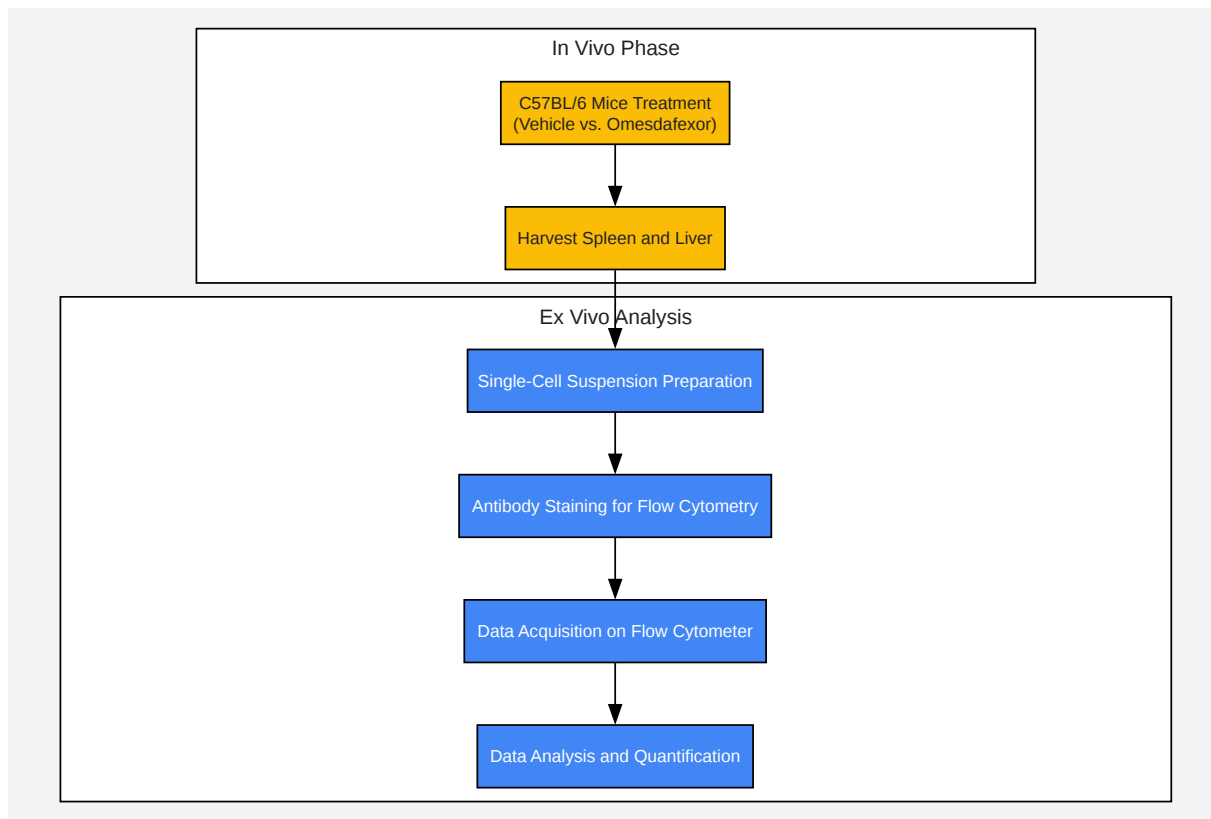 In Vivo Phase
C57BL/6 Mice Treatment
(Vehicle vs. Omesdafexor)
Harvest Spleen and Liver
Ex Vivo Analysis
Single-Cell Suspension Preparation
Antibody Staining for Flow Cytometry
Data Acquisition on Flow Cytometer
Data Analysis and Quantification